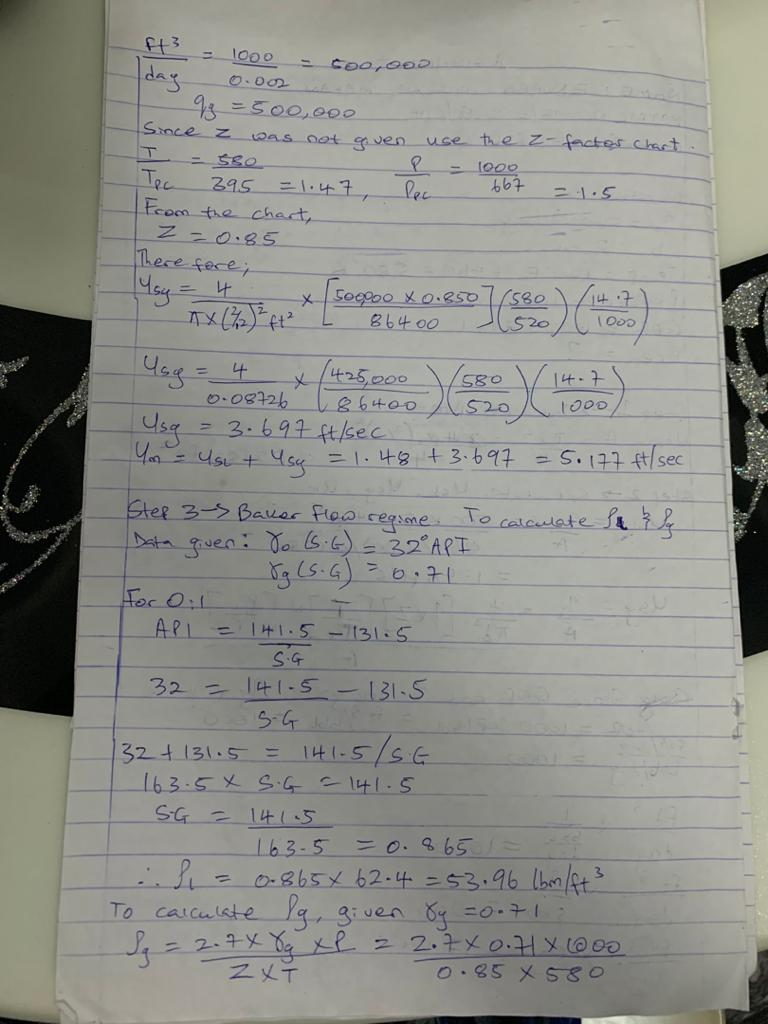 ft³/day = 1000/0.002 = 500,000
qg = 500,000
Since Z was not given use the Z-factor chart.
T/Tpc = 580/395 = 1.47, P/Ppc = 1000/667 = 1.5
From the chart,
Z = 0.85
Therefore;
Usg = 4/(π×(2/12)² ft²) × [500000 × 0.850/86400] (580/520) (14.7/1000)
Usg = 4/0.08726 × (425,000/86400) (580/520) (14.7/1000)
Usg = 3.697 ft/sec
Um = UsL + Usg = 1.48 + 3.697 = 5.177 ft/sec
Step 3 → Baker Flow regime. To calculate ρL & ρg
Data given: γo (S.G) = 32° API
γg (S.G) = 0.71
For O:l
API = 141.5/S.G - 131.5
32 = 141.5/S.G - 131.5
32 + 131.5 = 141.5/S.G
163.5 × S.G = 141.5
S.G = 141.5/163.5 = 0.865
∴ ρL = 0.865 × 62.4 = 53.96 lbm/ft³
To calculate ρg, given γg = 0.71:
ρg = 2.7 × γg × P/Z×T = 2.7 × 0.71 × 1000/0.85 × 580